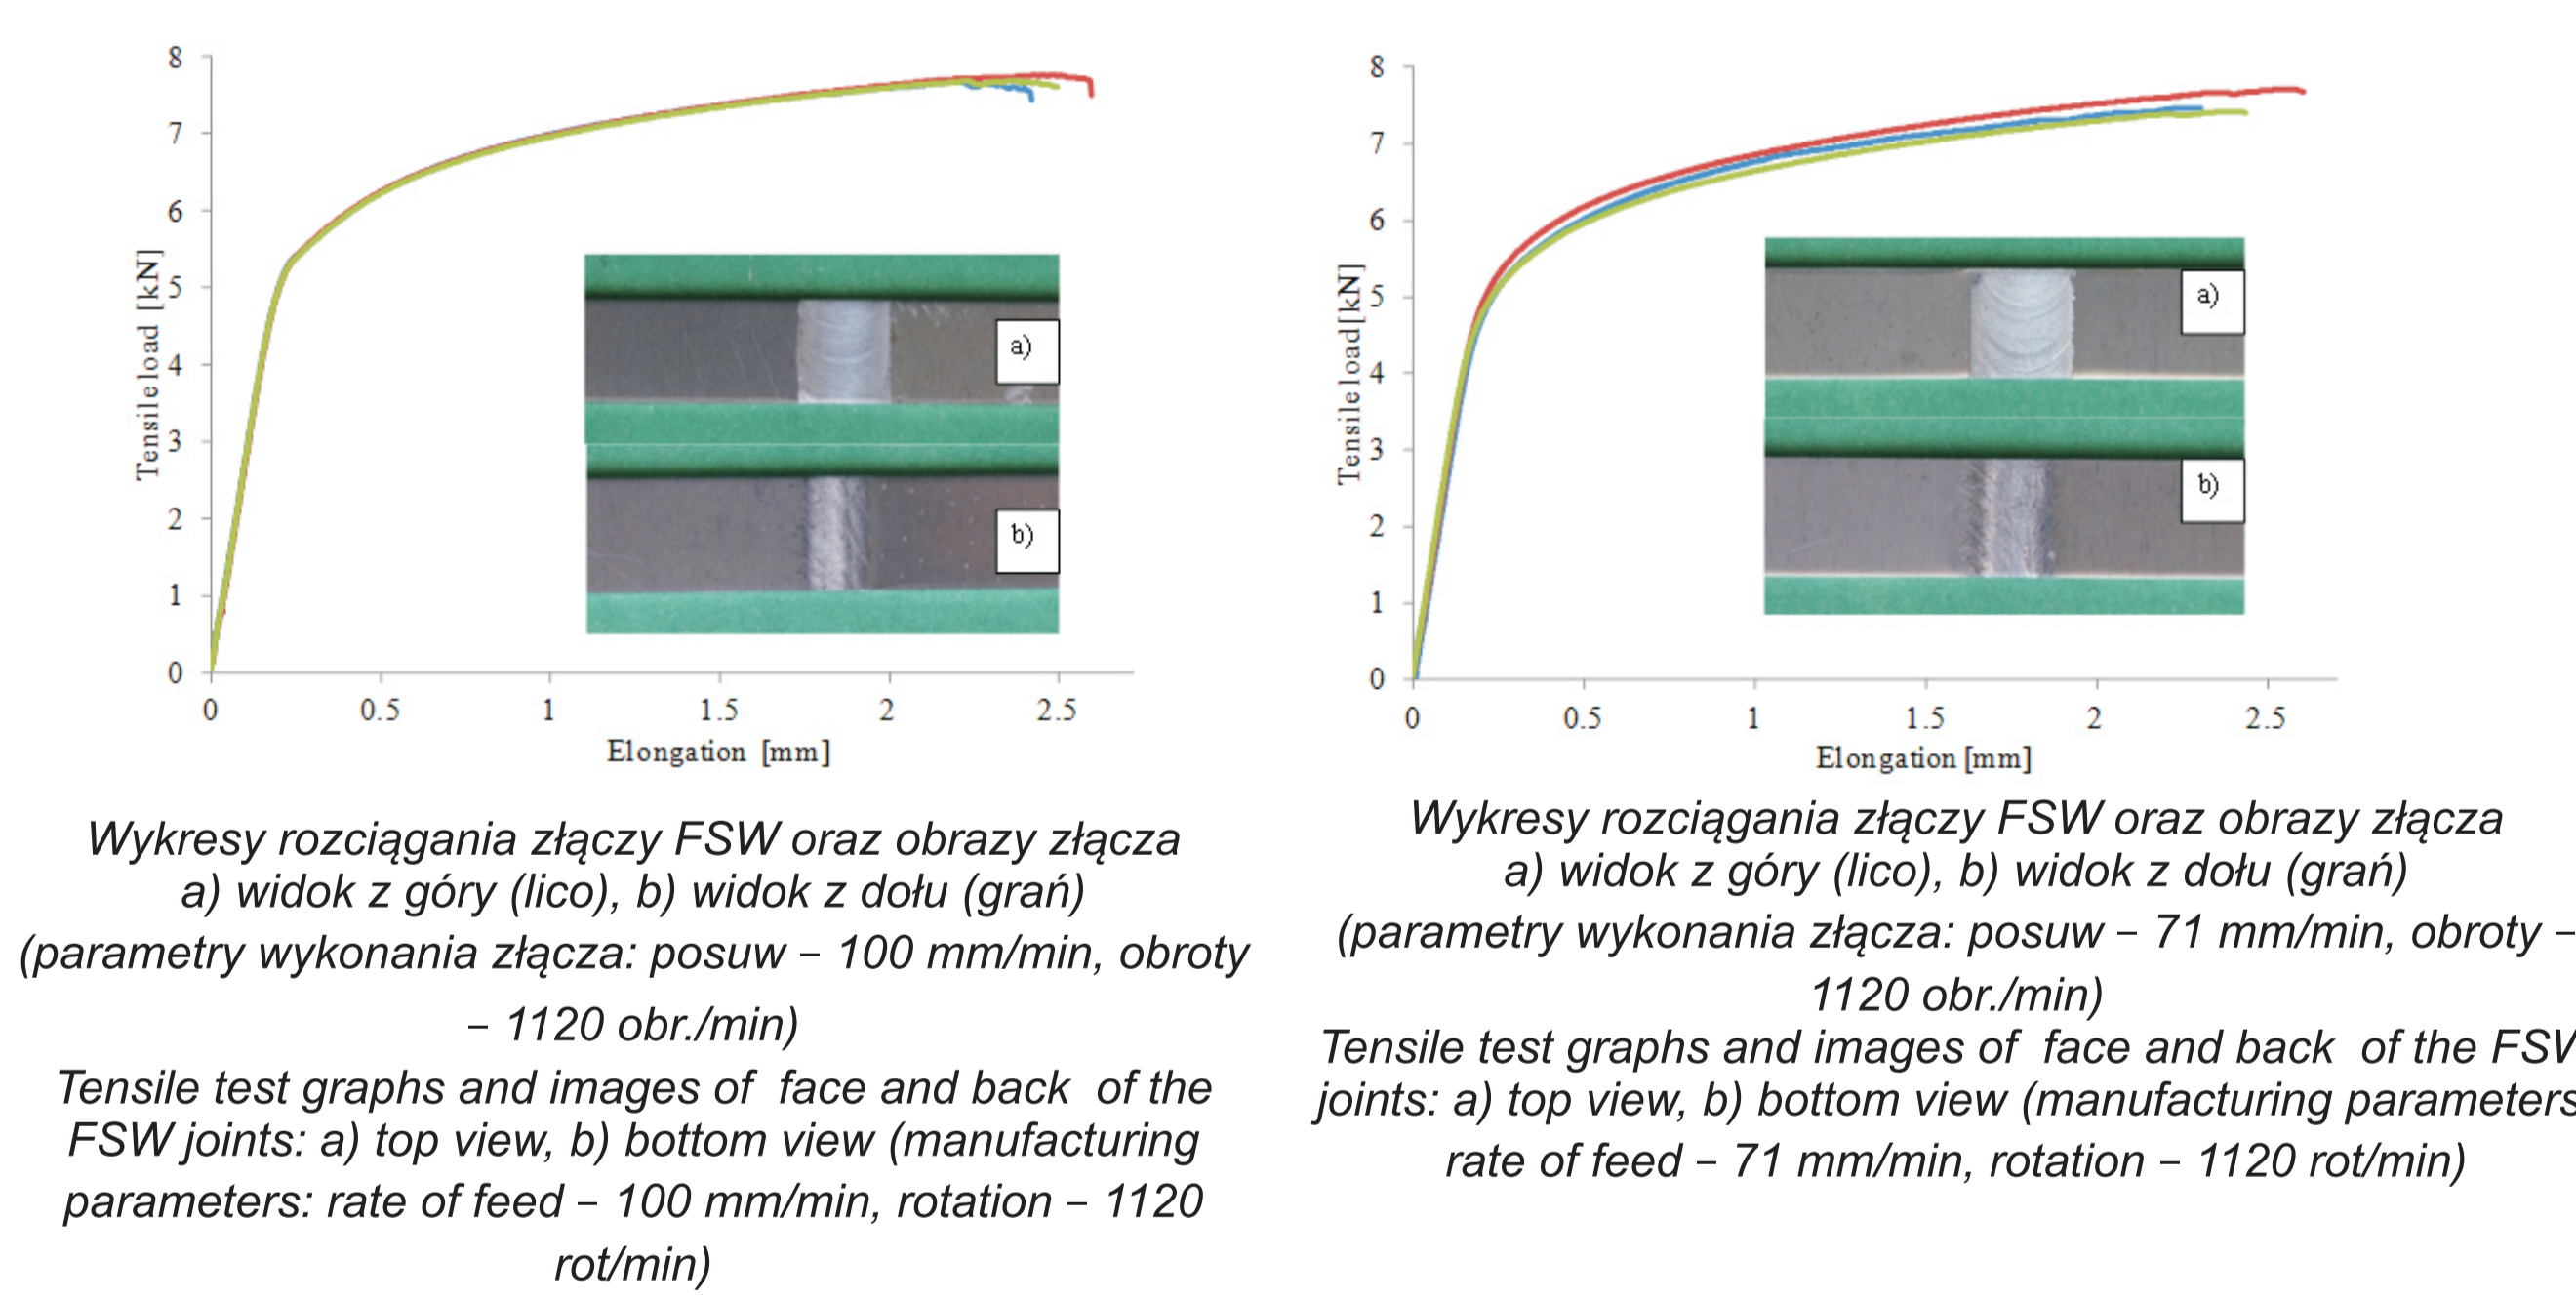 8
7
6
5
4
3
2
1
0
Tensile load [kN]
0 0.5 1 1.5 2 2.5
Elongation [mm]
a)
b)
Wykresy rozciągania złączy FSW oraz obrazy złącza
a) widok z góry (lico), b) widok z dołu (grań)
(parametry wykonania złącza: posuw – 100 mm/min, obroty
– 1120 obr./min)
Tensile test graphs and images of face and back of the
FSW joints: a) top view, b) bottom view (manufacturing
parameters: rate of feed – 100 mm/min, rotation – 1120
rot/min)
8
7
6
5
4
3
2
1
0
Tensile load [kN]
0 0.5 1 1.5 2 2.5
Elongation [mm]
a)
b)
Wykresy rozciągania złączy FSW oraz obrazy złącza
a) widok z góry (lico), b) widok z dołu (grań)
(parametry wykonania złącza: posuw – 71 mm/min, obroty –
1120 obr./min)
Tensile test graphs and images of face and back of the FSW
joints: a) top view, b) bottom view (manufacturing parameters
rate of feed – 71 mm/min, rotation – 1120 rot/min)